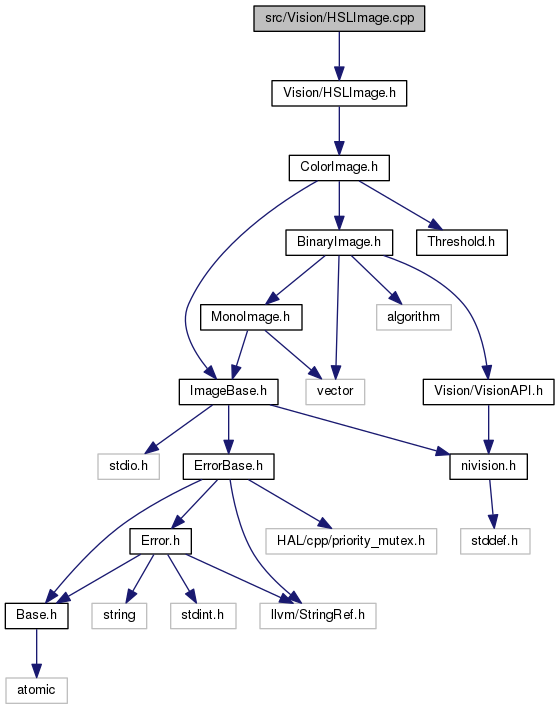 src/Vision/HSLImage.cpp
Vision/HSLImage.h
ColorImage.h
BinaryImage.h
Threshold.h
MonoImage.h
algorithm
ImageBase.h
vector
Vision/VisionAPI.h
stdio.h
ErrorBase.h
nivision.h
Error.h
HAL/cpp/priority_mutex.h
stddef.h
Base.h
string
stdint.h
llvm/StringRef.h
atomic